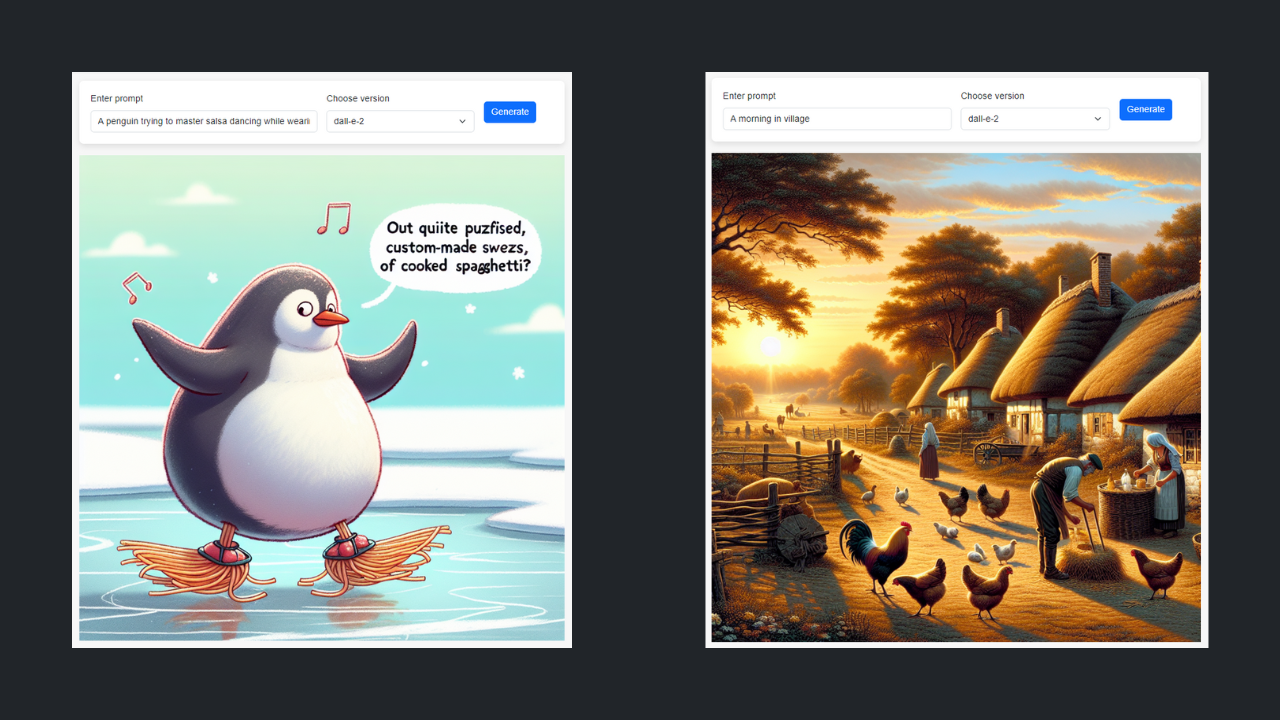 Enter prompt
Choose version
A penguin trying to master salsa dancing while weari
dall-e-2
Generate
Out quiite puzfised,
custom-made swezs,
of cooked spagghetti?
Enter prompt
Choose version
A morning in village
dall-e-2
Generate